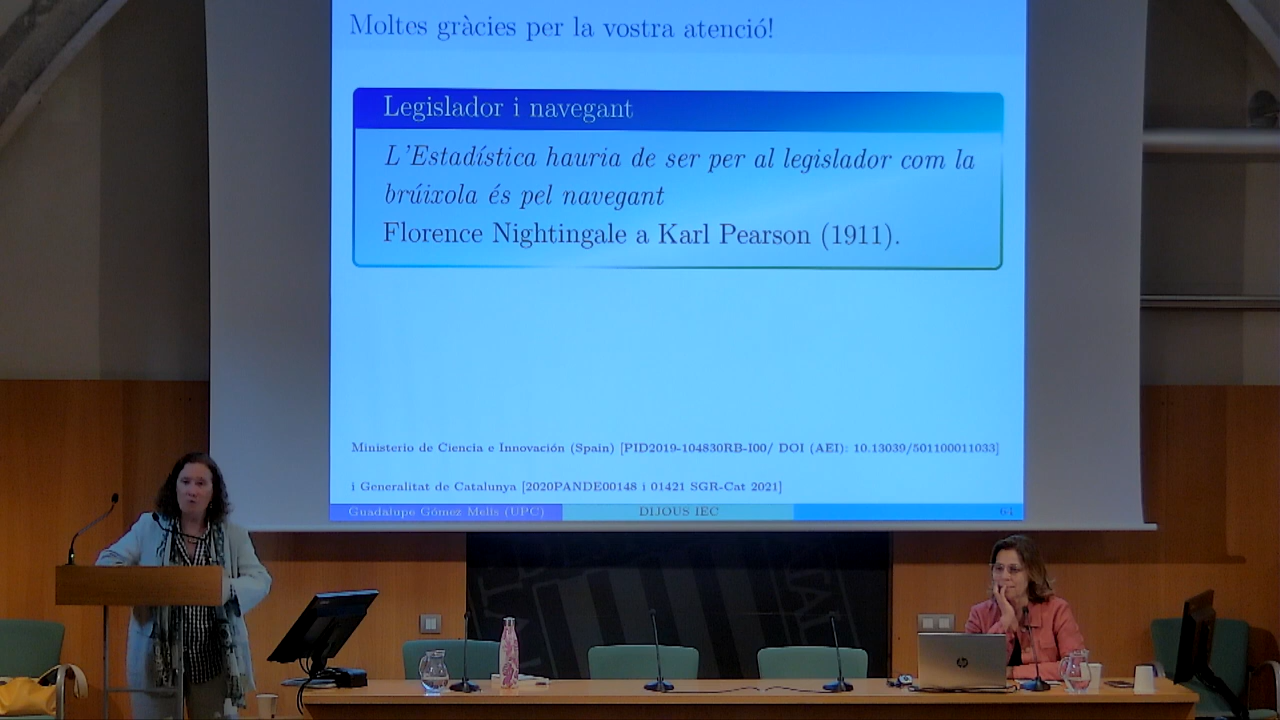 Moltes gràcies per la vostra atenció!
Legislador i navegant
L'Estadística hauria de ser per al legislador com la
brúixola és pel navegant
Florence Nightingale a Karl Pearson (1911).
Ministerio de Ciencia e Innovación (Spain) [PID2019-104830RB-I00/ DOI (AEI): 10.13039/501100011033]
i Generalitat de Catalunya [2020PANDE00148 i 01421 SGR-Cat 2021]
Guadalupe Gómez Melis (UPC) DIJOUS IEC 64
hp